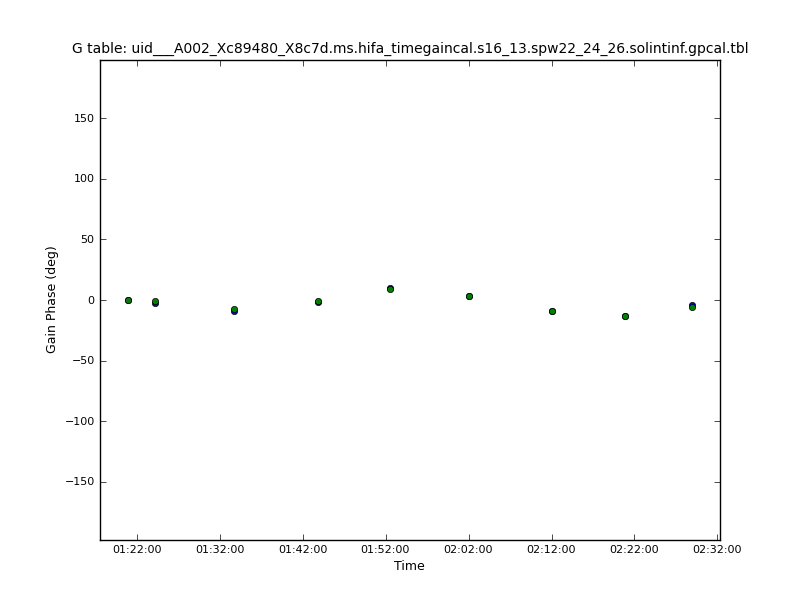 G table: uid___A002_Xc89480_X8c7d.ms.hifa_timegaincal.s16_13.spw22_24_26.solintinf.gpcal.tbl
Gain Phase (deg)
150
100
50
0
−50
−100
−150
01:22:00 01:32:00 01:42:00 01:52:00 02:02:00 02:12:00 02:22:00 02:32:00
Time